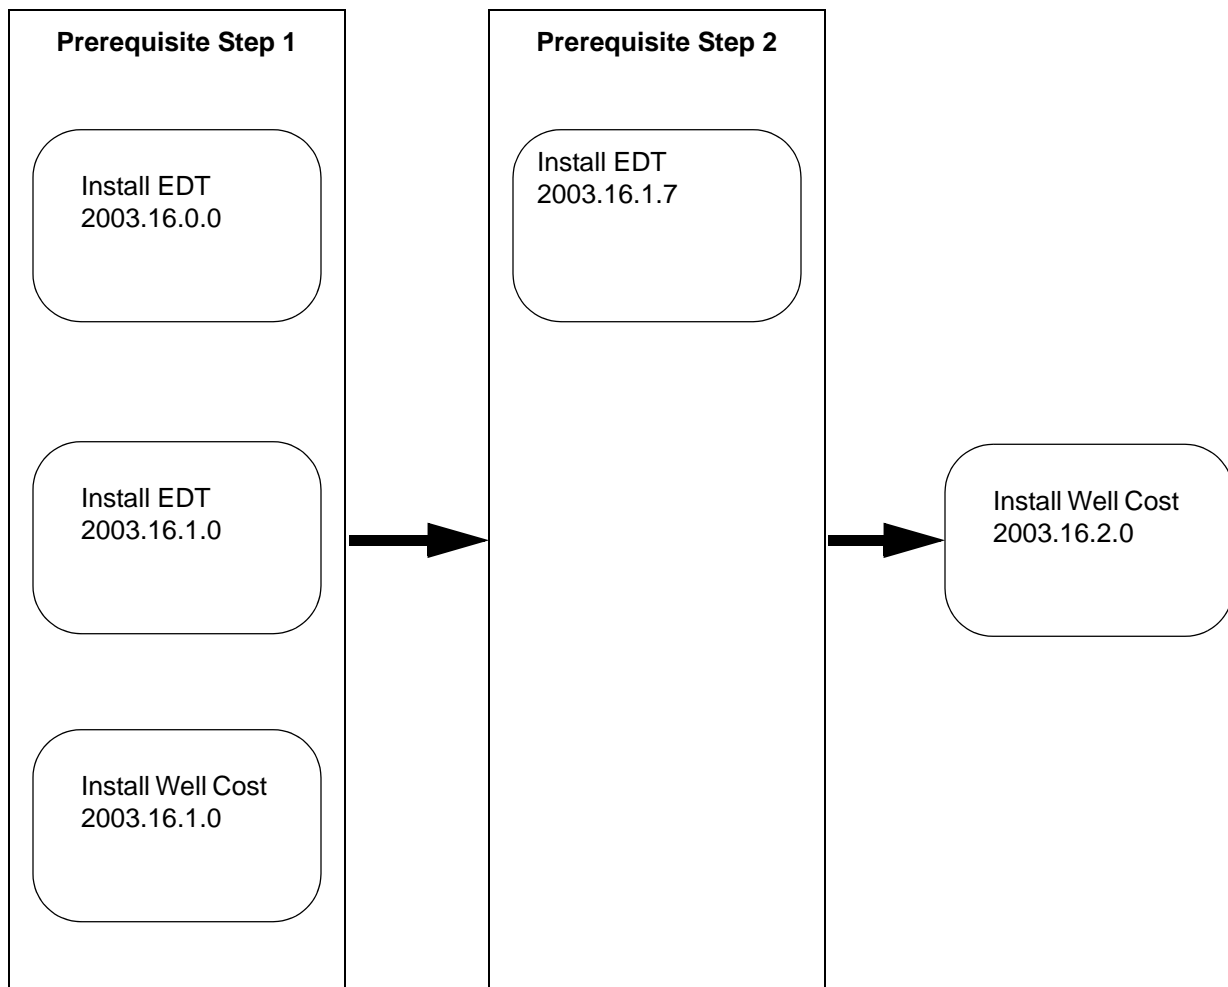 Prerequisite Step 1
Install EDT
2003.16.0.0
Install EDT
2003.16.1.0
Install Well Cost
2003.16.1.0
Prerequisite Step 2
Install EDT
2003.16.1.7
Install Well Cost
2003.16.2.0